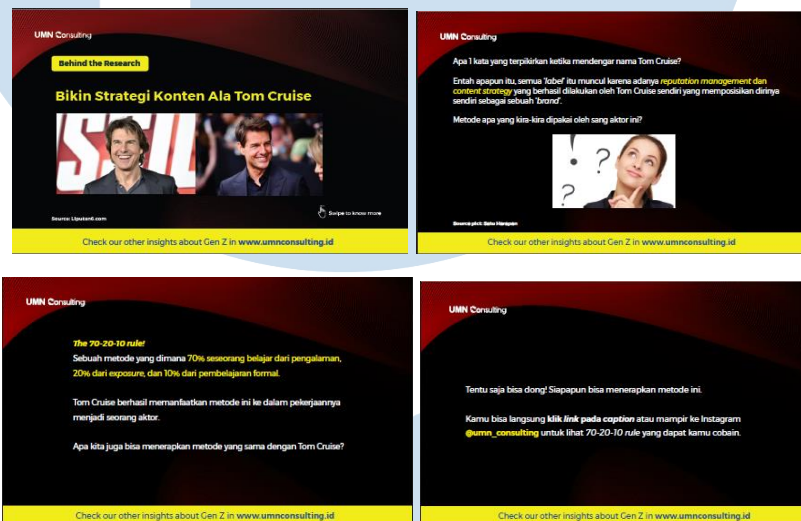 UMN Consulting
Behind the Research
Bikin Strategi Konten Ala Tom Cruise
Source: Liputan6.com
Swipe to know more
Check our other insights about Gen Z in www.umnconsulting.id
UMN Consulting
Apa 1 kata yang terpikirkan ketika mendengar nama Tom Cruise?
Entah apapun itu, semua 'label' itu muncul karena adanya reputation management dan
content strategy yang berhasil dilakukan oleh Tom Cruise sendiri yang memposisikan dirinya
sendiri sebagai sebuah 'brand'.
Metode apa yang kira-kira dipakai oleh sang aktor ini?
Check our other insights about Gen Z in www.umnconsulting.id
UMN Consulting
The 70-20-10 rule!
Sebuah metode yang dimana 70% seseorang belajar dari pengalaman,
20% dari exposure, dan 10% dari pembelajaran formal.
Tom Cruise berhasil memanfaatkan metode ini ke dalam pekerjaannya
menjadi seorang aktor.
Apa kita juga bisa menerapkan metode yang sama dengan Tom Cruise?
Check our other insights about Gen Z in www.umnconsulting.id
UMN Consulting
Tentu saja bisa dong! Siapapun bisa menerapkan metode ini.
Kamu bisa langsung klik link pada caption atau mampir ke Instagram
@umn_consulting untuk lihat 70-20-10 rule yang dapat kamu cobain.
Check our other insights about Gen Z in www.umnconsulting.id